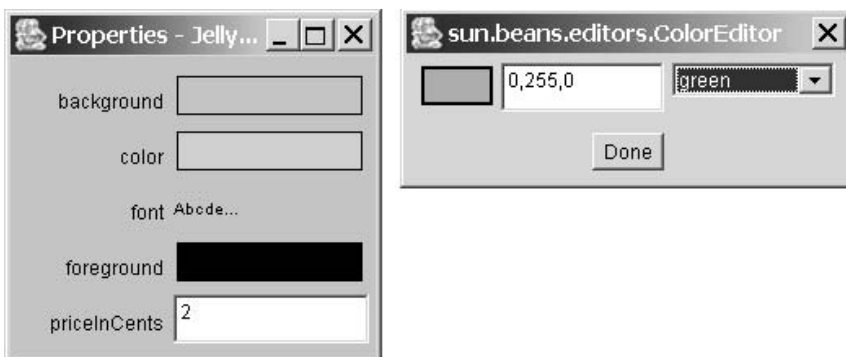 Properties - Jelly...
background
color
font Abcde...
foreground
priceInCents 2
sun.beans.editors.ColorEditor
0,255,0 green
Done